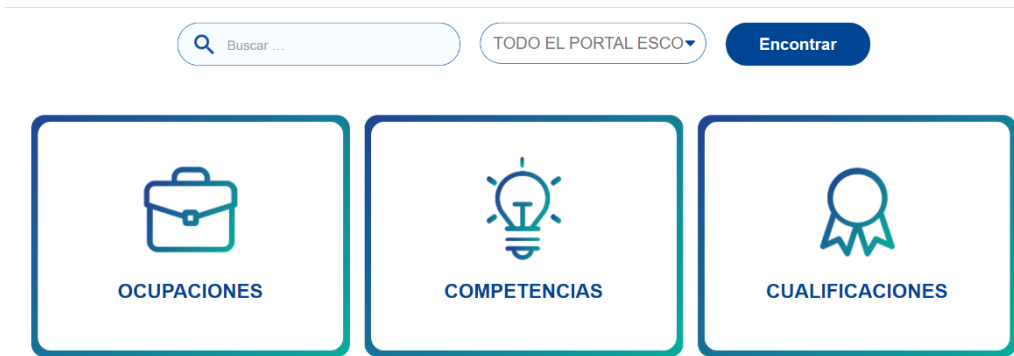 Buscar ...
TODO EL PORTAL ESCO
Encontrar
OCUPACIONES
COMPETENCIAS
CUALIFICACIONES